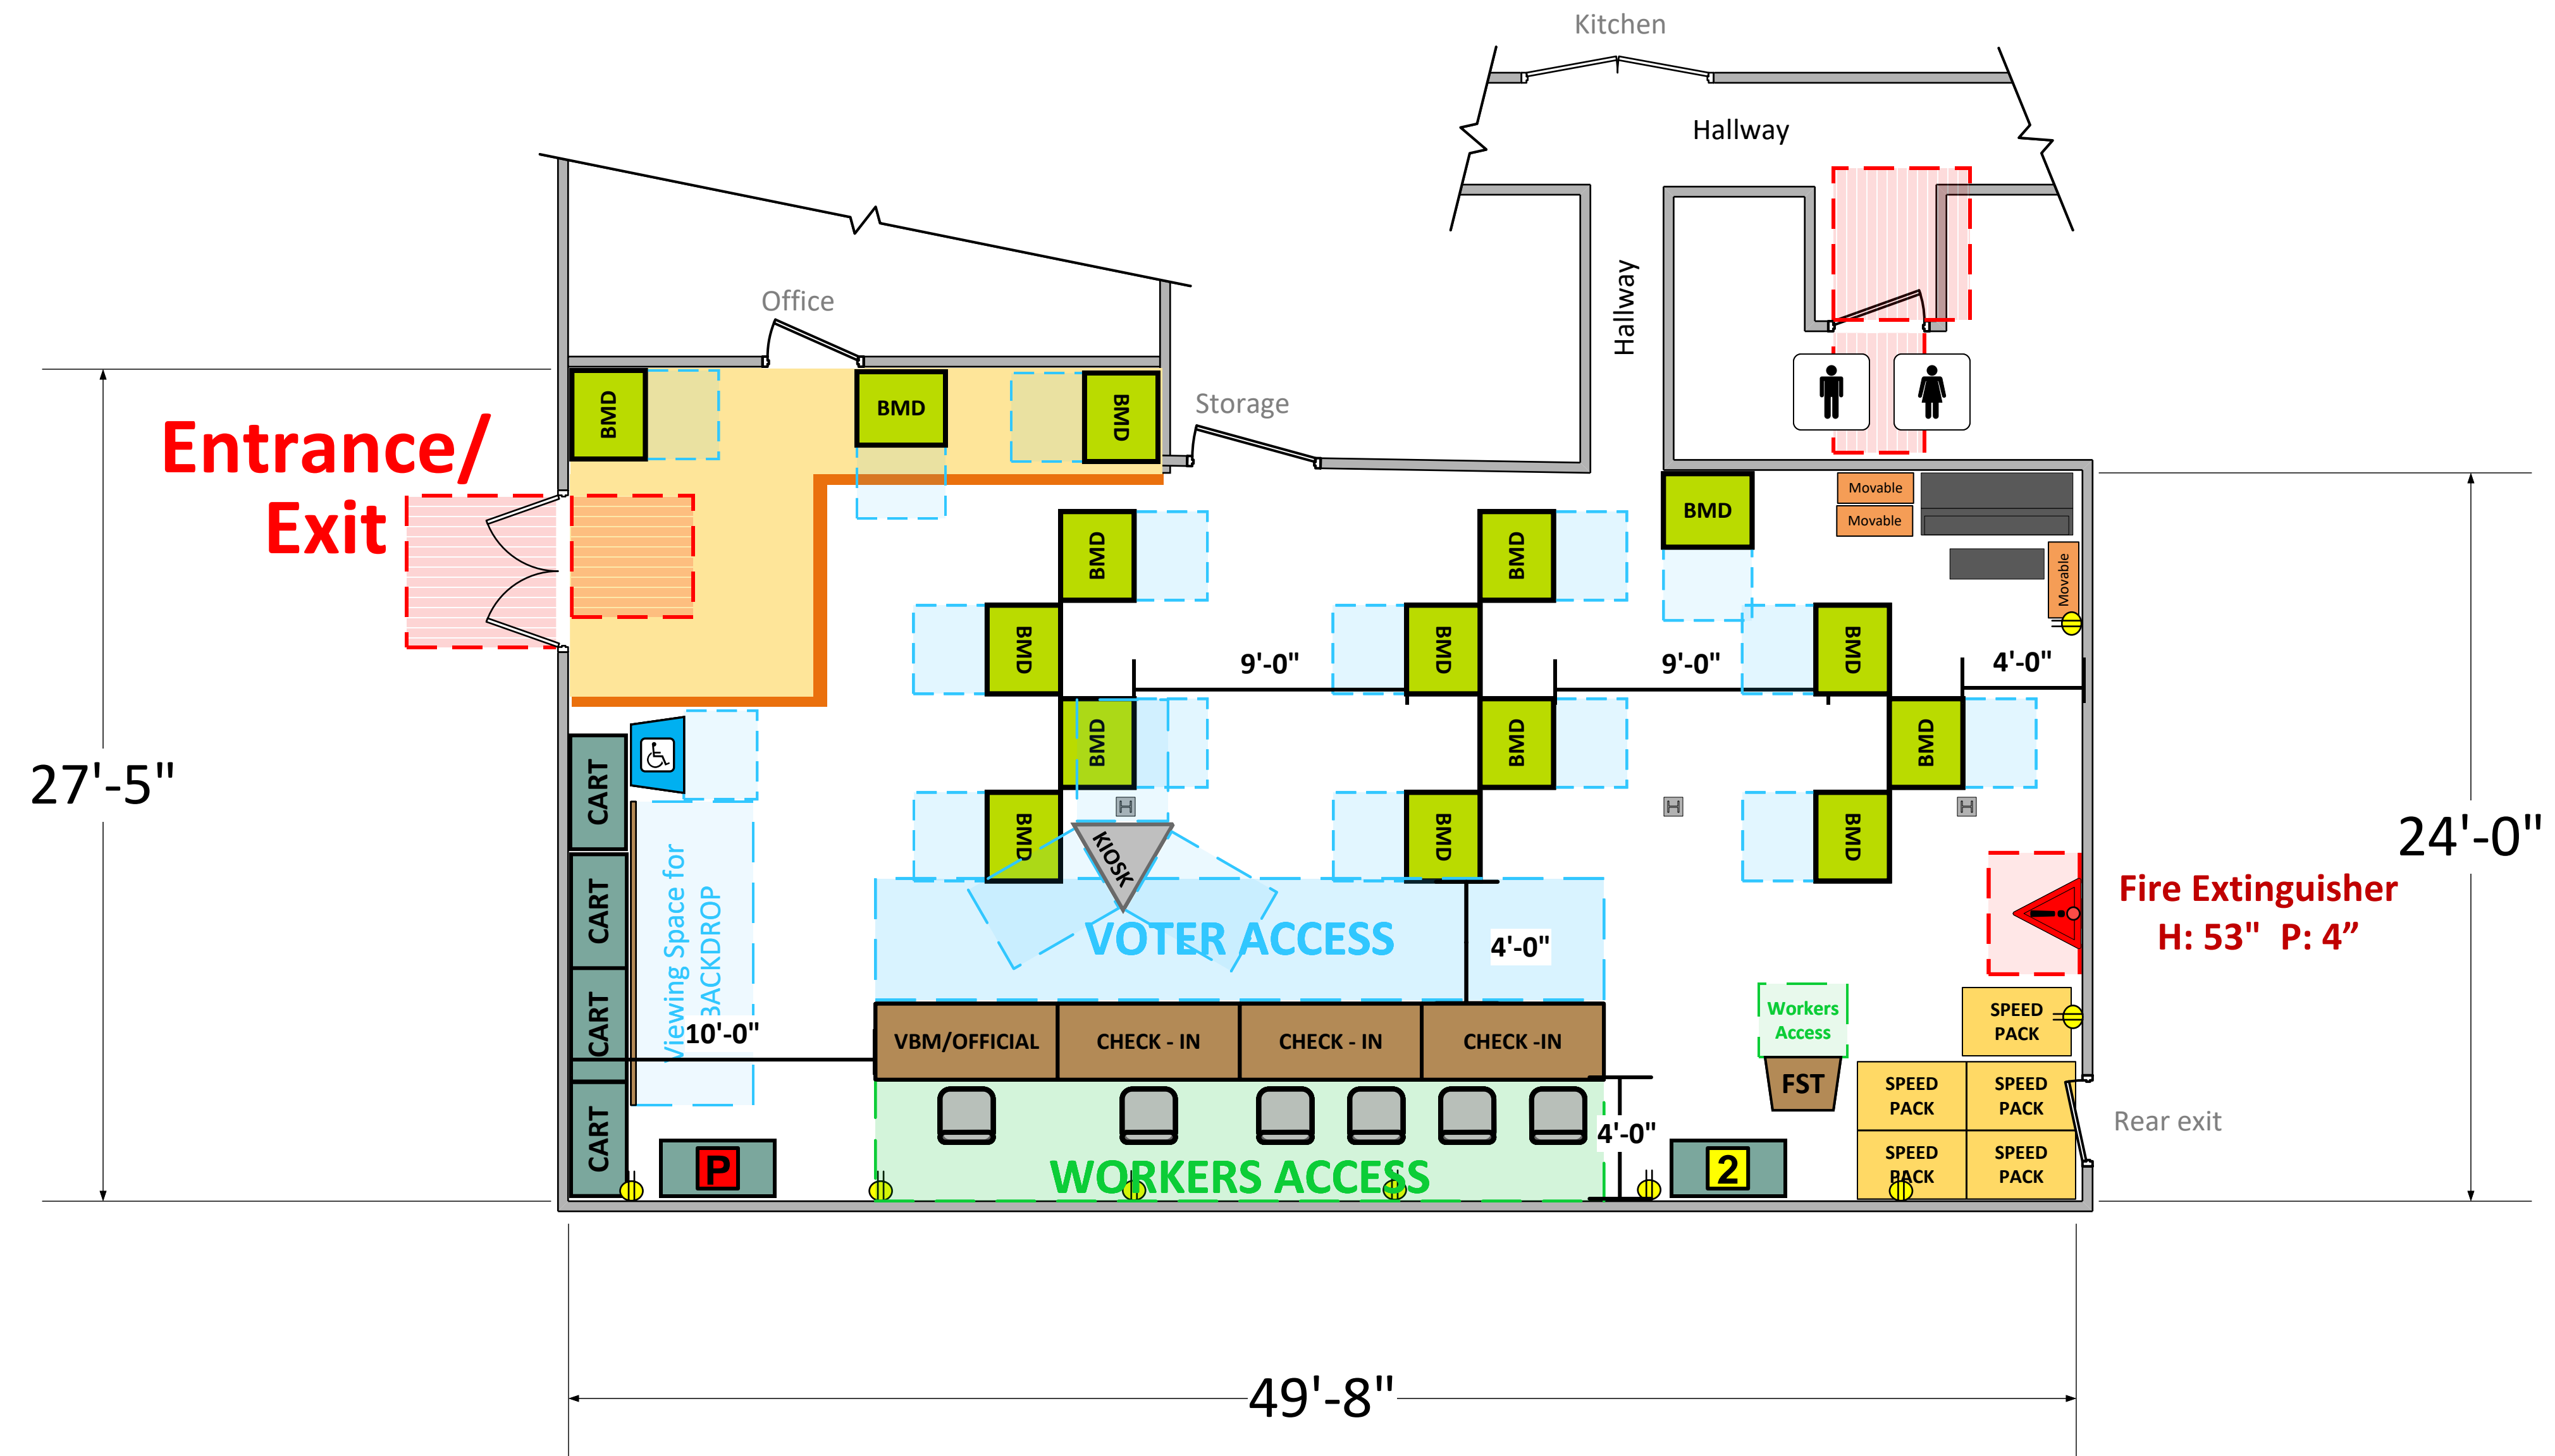 Kitchen
Hallway
Hallway
Office
Storage
Entrance/
Exit
BMD
BMD
BMD
BMD
Movable
Movable
Movable
BMD
BMD
BMD
BMD
BMD
9'-0"
9'-0"
4'-0"
BMD
BMD
BMD
27'-5"
24'-0"
CART
CART
CART
CART
H
H
H
BMD
BMD
BMD
KIOSK
Viewing Space for
BACKDROP
VOTER ACCESS
4'-0"
Fire Extinguisher
H: 53" P: 4”
10'-0"
VBM/OFFICIAL
CHECK - IN
CHECK - IN
CHECK -IN
Workers
Access
FST
SPEED
PACK
SPEED
PACK
SPEED
PACK
SPEED
PACK
SPEED
PACK
Rear exit
4'-0"
P
WORKERS ACCESS
2
49'-8"